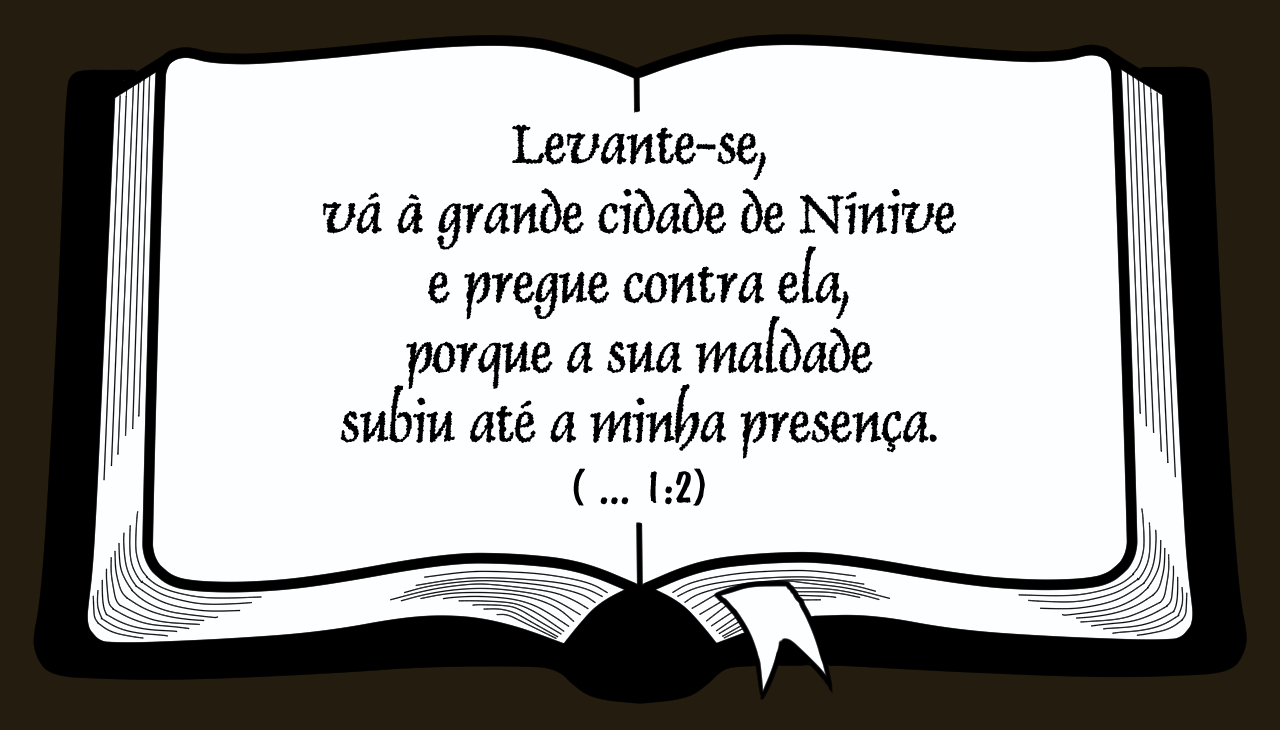 Levante-se,
vá à grande cidade de Nínive
e pregue contra ela,
porque a sua maldade
subiu até a minha presença.
( ... 1:2)